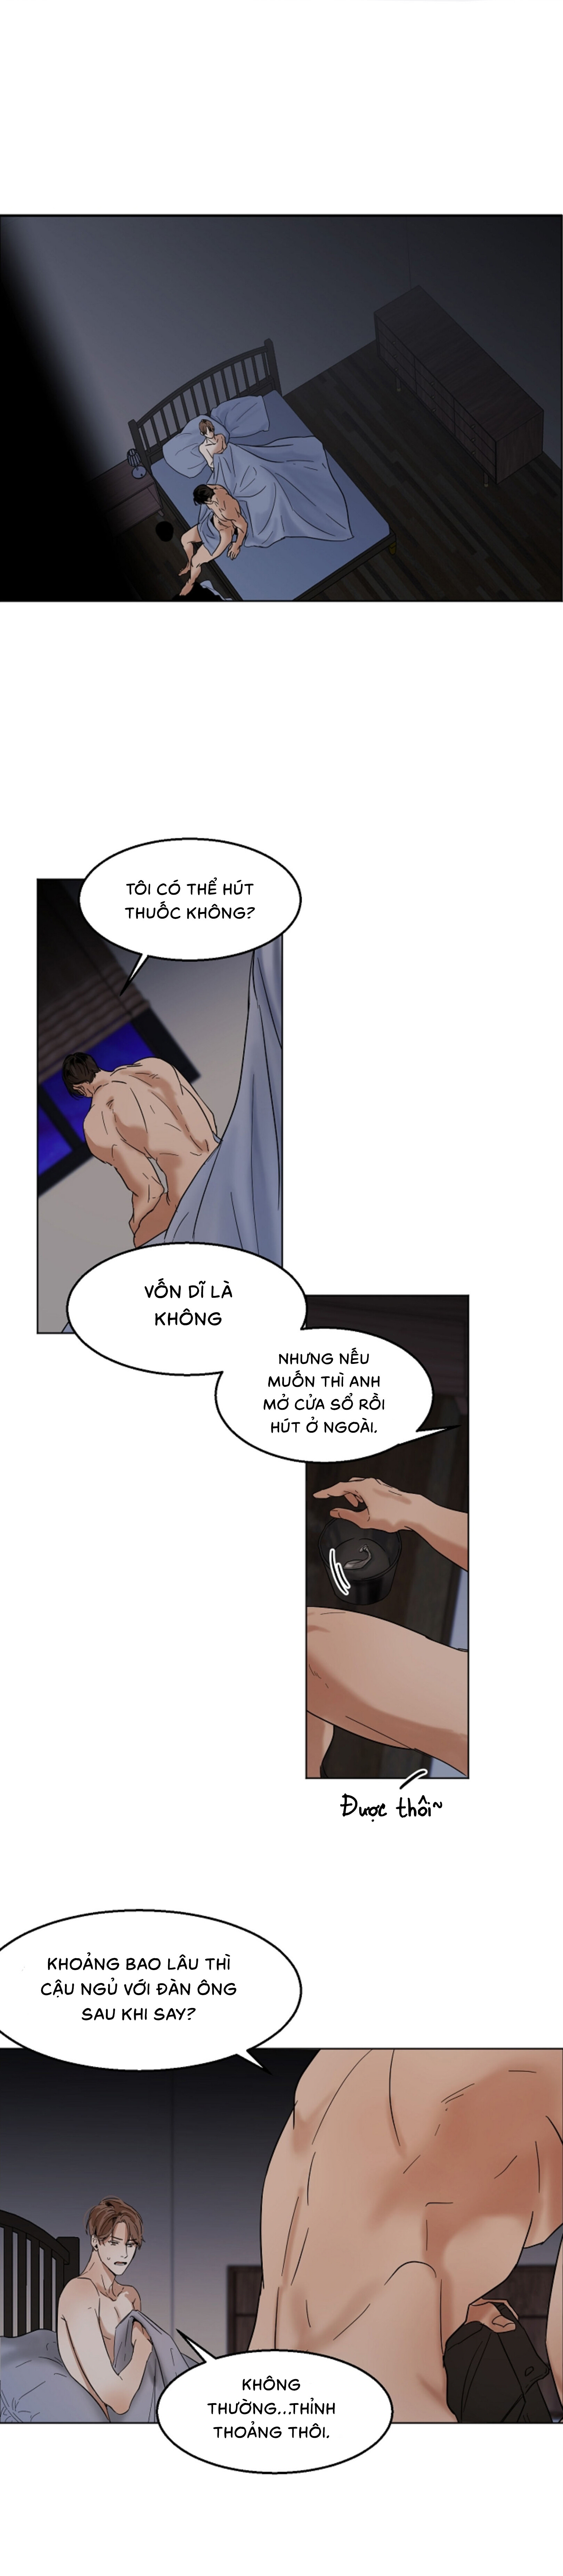 TÔI CÓ THỂ HÚT
THUỐC KHÔNG?
VỐN DĨ LÀ
KHÔNG
NHƯNG NẾU
MUỐN THÌ ANH
MỞ CỬA SỔ RỒI
HÚT Ở NGOÀI.
Được thôi~
KHOẢNG BAO LÂU THÌ
CẬU NGỦ VỚI ĐÀN ÔNG
SAU KHI SAY?
KHÔNG
THƯỜNG...THỈNH
THOẢNG THÔI.